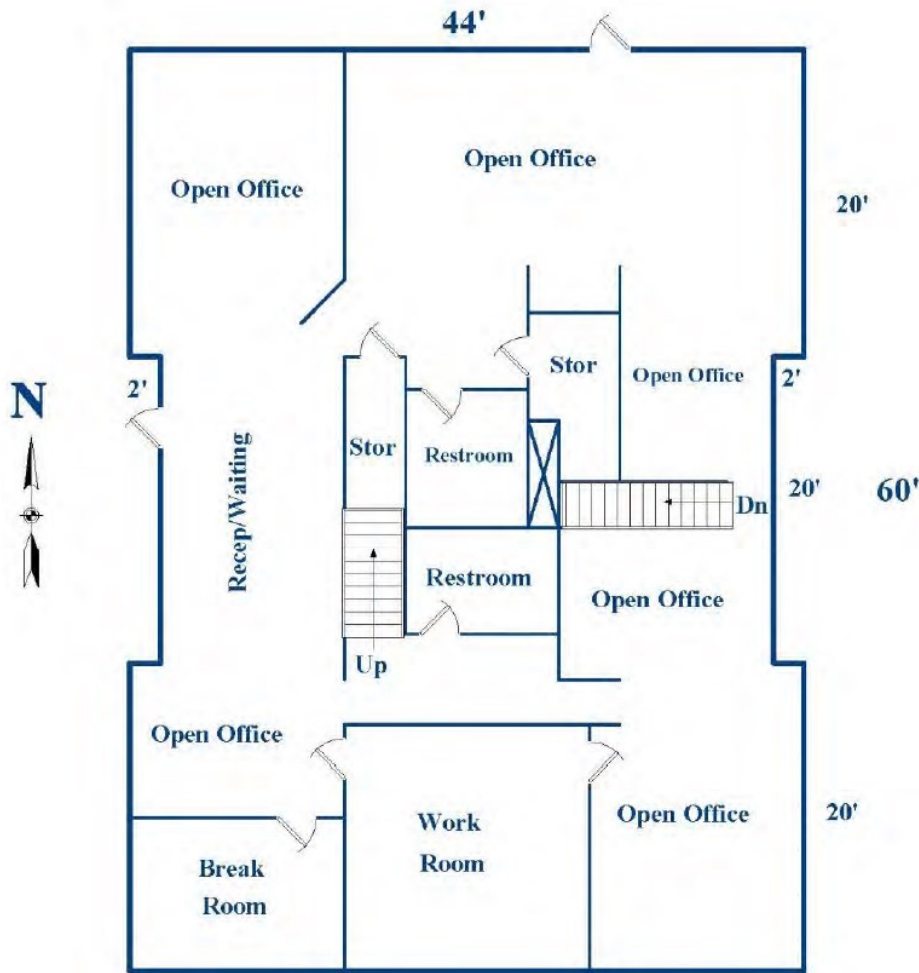 44'
Open Office
Open Office
20'
Stor
Open Office
2'
2'
N
Recep/Waiting
Stor
Restroom
Dn
20'
60'
Restroom
Open Office
Up
Open Office
Work
Room
Open Office
20'
Break
Room